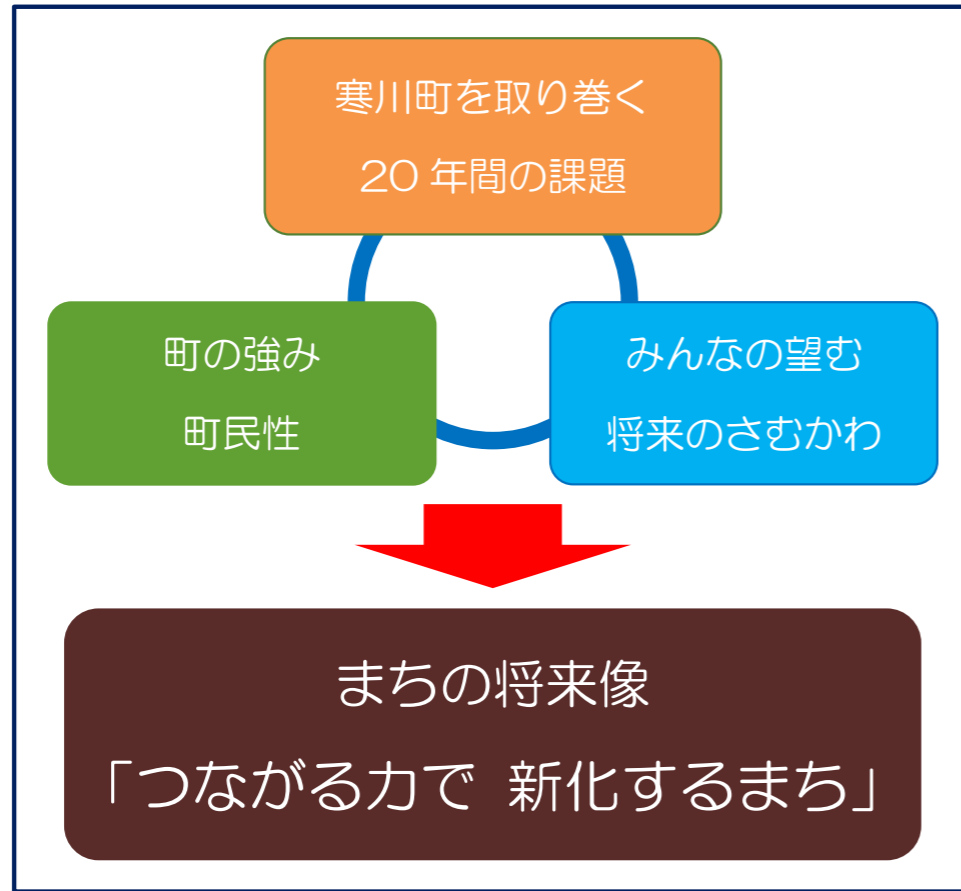 寒川町を取り巻く
20年間の課題
町の強み
町民性
みんなの望む
将来のさむかわ
まちの将来像
「つながる力で 新化するまち」